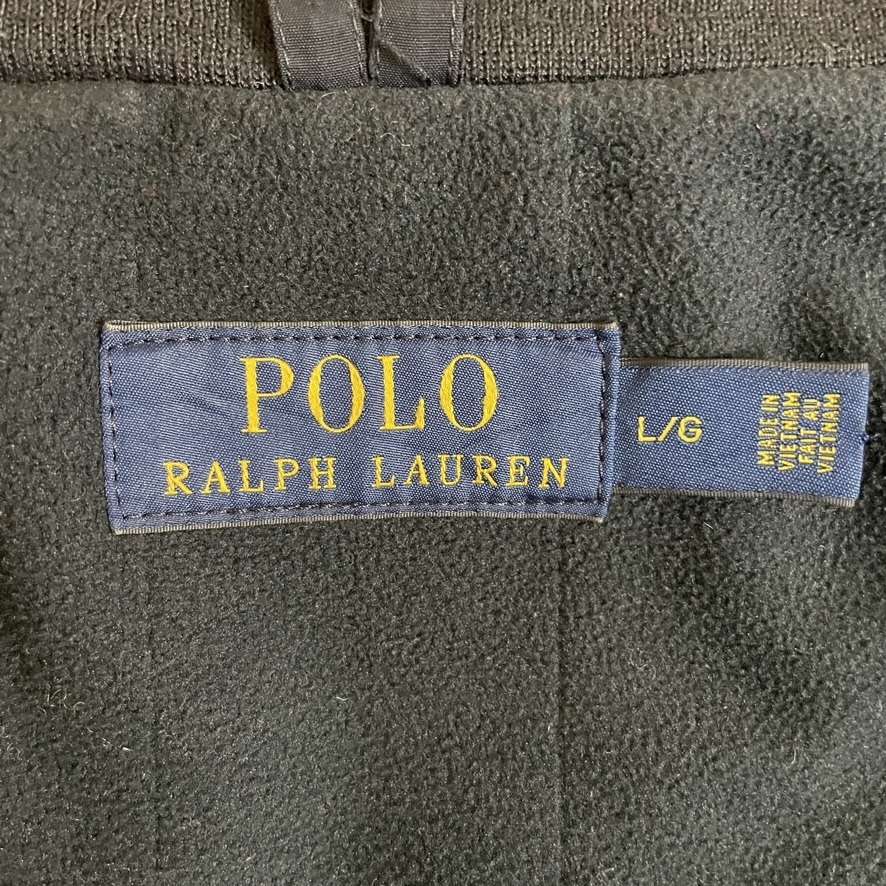 POLO
RALPH LAUREN
L/G
MADE IN
VIETNAM
FAIT AU
VIETNAM